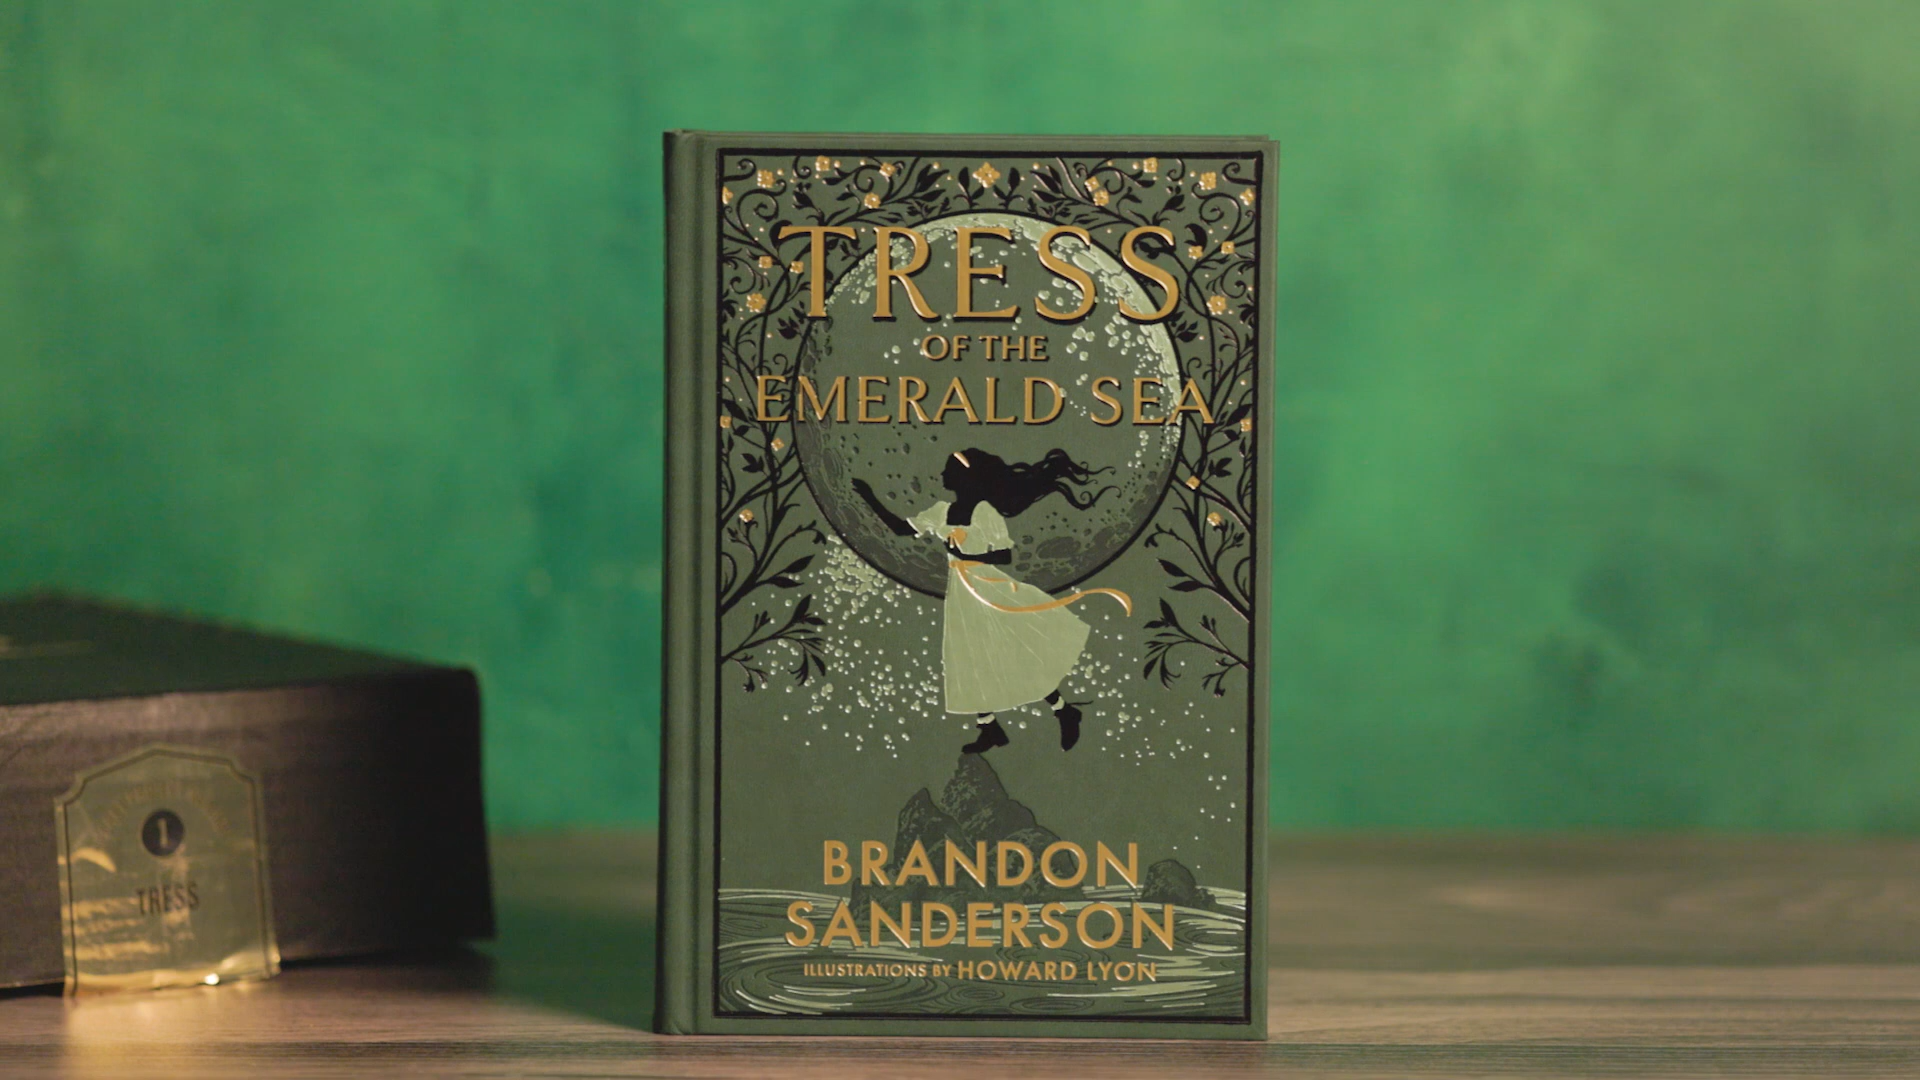 TRESS
OF THE
EMERALD SEA
BRANDON
SANDERSON
ILLUSTRATIONS BY HOWARD LYON
1
TRESS